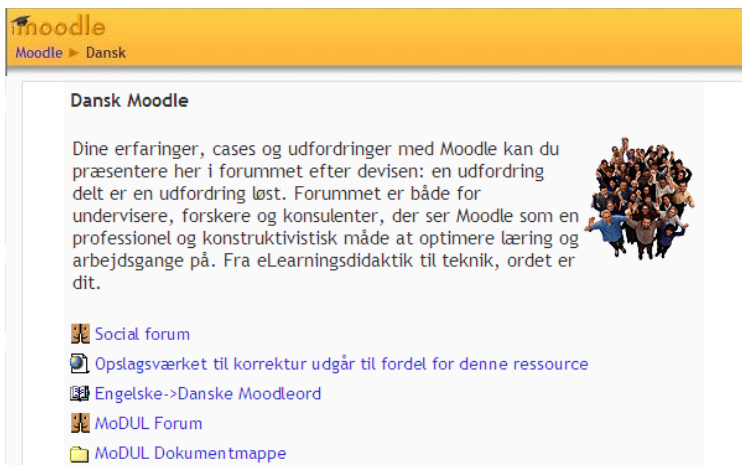 moodle
Moodle ► Dansk
Dansk Moodle
Dine erfaringer, cases og udfordringer med Moodle kan du
præsentere her i forummet efter devisen: en udfordring
delt er en udfordring løst. Forummet er både for
undervisere, forskere og konsulenter, der ser Moodle som en
professionel og konstruktivistisk måde at optimere læring og
arbejdsgange på. Fra eLearningsdidaktik til teknik, ordet er
dit.
Social forum
Opslagsværket til korrektur udgår til fordel for denne ressource
Engelske->Danske Moodleord
MoDUL Forum
MoDUL Dokumentmappe